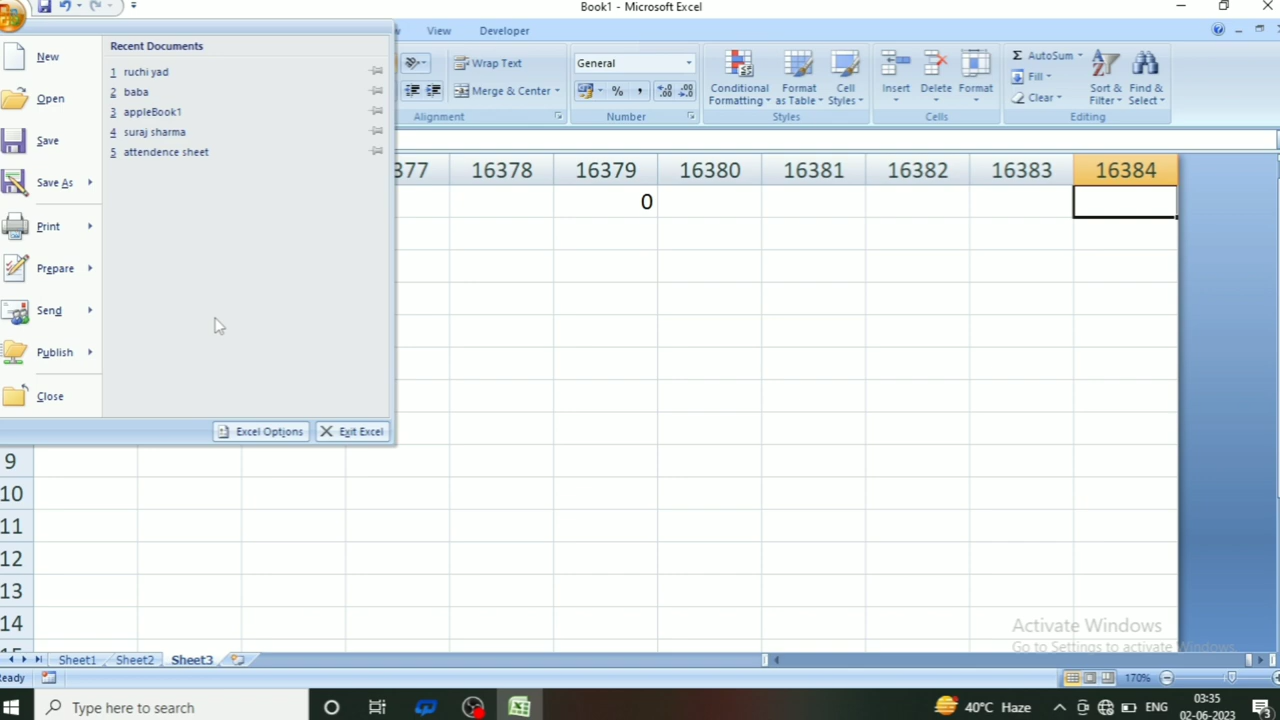 Book1 - Microsoft Excel
View Developer
New
Open
Save
Save As
Print
Prepare
Send
Publish
Close
Recent Documents
1 ruchi yad
2 baba
3 appleBook1
4 suraj sharma
5 attendence sheet
Excel Options Exit Excel
Wrap Text
Merge & Center
Alignment
General
% ,
Number
Conditional Formatting
Format as Table
Cell Styles
Styles
Insert Delete Format
Cells
Σ AutoSum
Fill
Clear
Sort & Filter
Find & Select
Editing
377 16378 16379 16380 16381 16382 16383 16384
0
9
10
11
12
13
14
15
Activate Windows
Go to Settings to activate Windows.
Sheet1 Sheet2 Sheet3
eady 170%
Type here to search
40°C Haze ENG
03:35
02-06-2023
3